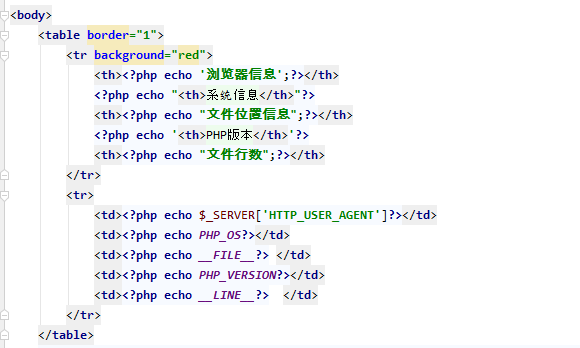 <body>
<table border="1">
<tr background="red">
<th><?php echo '浏览器信息';?></th>
<?php echo "<th>系统信息</th>"?>
<th><?php echo "文件位置信息";?></th>
<?php echo '<th>PHP版本</th>'?>
<th><?php echo "文件行数";?></th>
</tr>
<tr>
<td><?php echo $_SERVER['HTTP_USER_AGENT']?></td>
<td><?php echo PHP_OS?></td>
<td><?php echo __FILE__?> </td>
<td><?php echo PHP_VERSION?></td>
<td><?php echo __LINE__?>  </td>
</tr>
</table>